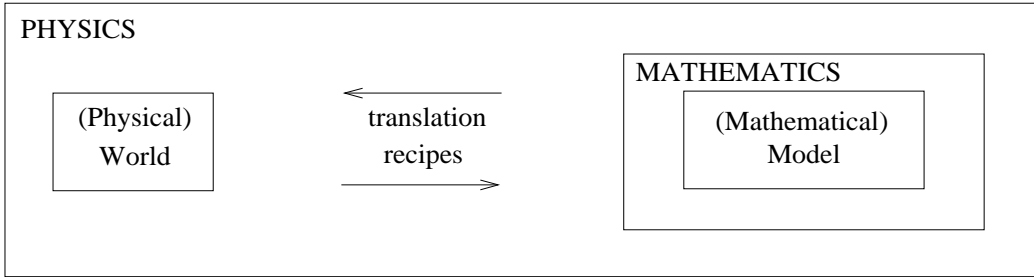 PHYSICS
MATHEMATICS
(Physical)
World
translation
recipes
(Mathematical)
Model